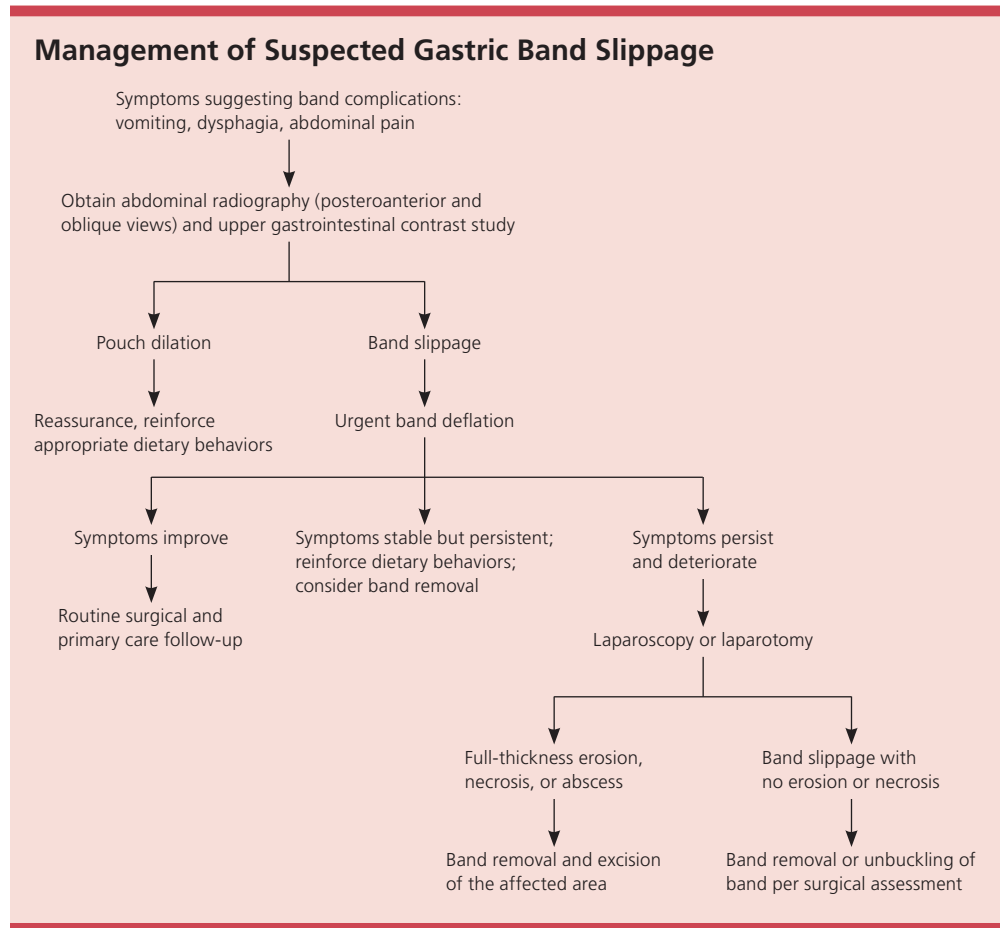 Management of Suspected Gastric Band Slippage
Symptoms suggesting band complications:
vomiting, dysphagia, abdominal pain
Obtain abdominal radiography (posteroanterior and
oblique views) and upper gastrointestinal contrast study
Pouch dilation
Band slippage
Reassurance, reinforce
appropriate dietary behaviors
Urgent band deflation
Symptoms improve
Symptoms stable but persistent;
reinforce dietary behaviors;
consider band removal
Symptoms persist
and deteriorate
Routine surgical and
primary care follow-up
Laparoscopy or laparotomy
Full-thickness erosion,
necrosis, or abscess
Band slippage with
no erosion or necrosis
Band removal and excision
of the affected area
Band removal or unbuckling of
band per surgical assessment